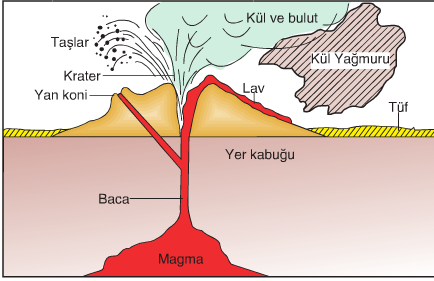 Kül ve bulut
Taşlar
Kül Yağmuru
Krater
Yan koni
Lav
Tüf
Yer kabuğu
Baca
Magma